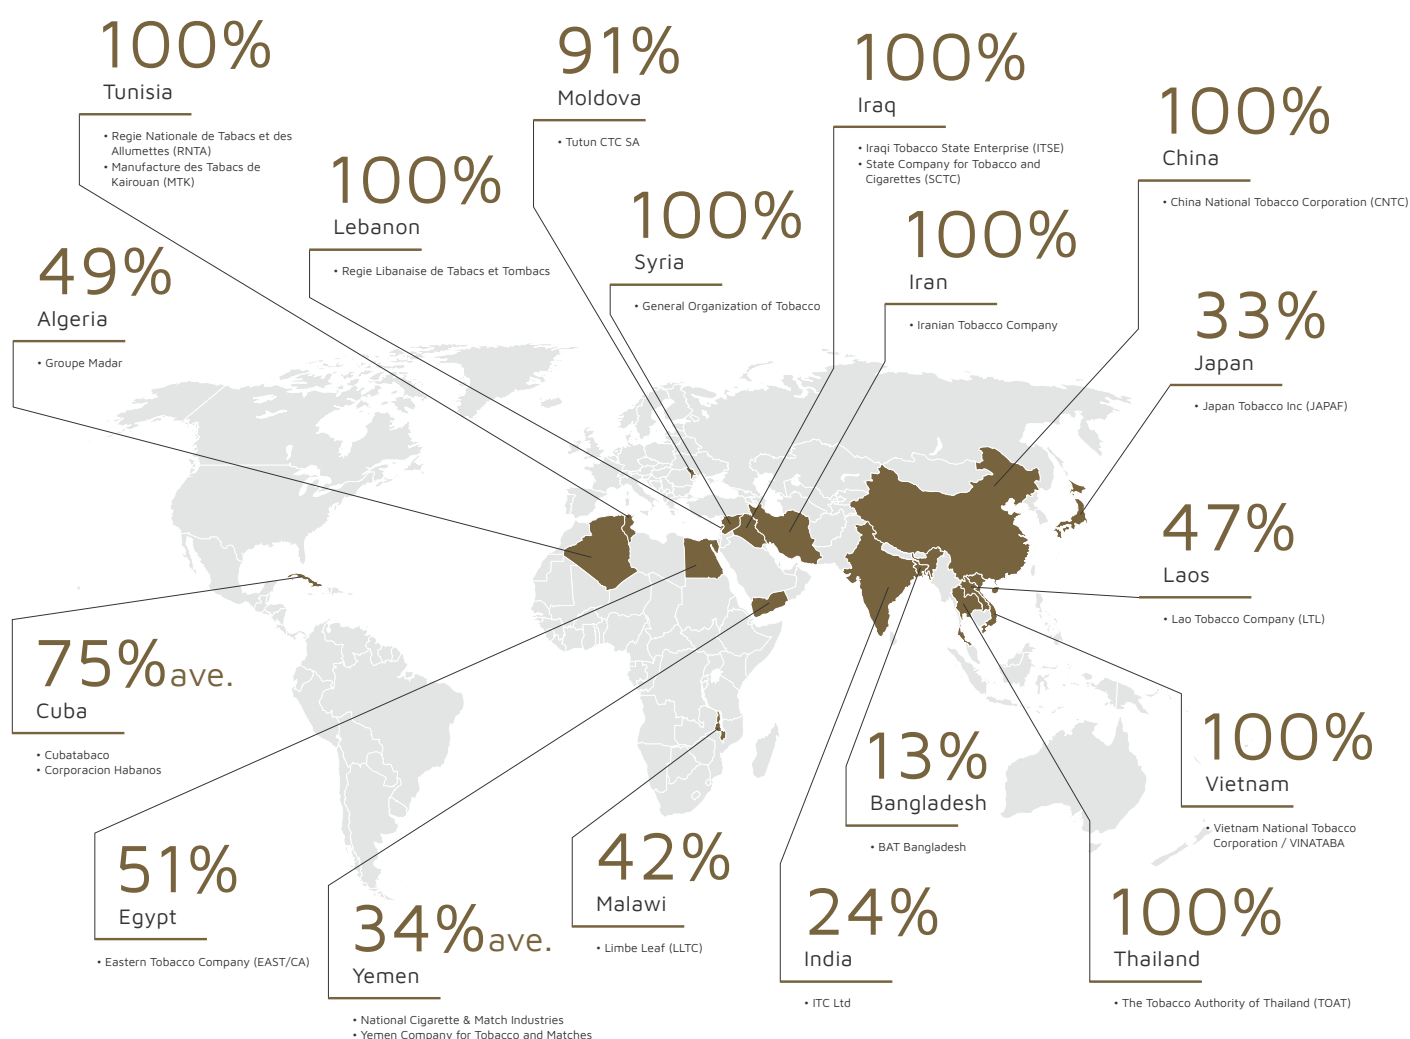 100%
Tunisia
• Regie Nationale de Tabacs et des
Allumettes (RNTA)
• Manufacture des Tabacs de
Kairouan (MTK)
91%
Moldova
• Tutun CTC SA
100%
Iraq
• Iraqi Tobacco State Enterprise (ITSE)
• State Company for Tobacco and
Cigarettes (SCTC)
100%
China
• China National Tobacco Corporation (CNTC)
100%
Lebanon
• Regie Libanaise de Tabacs et Tombacs
100%
Syria
• General Organization of Tobacco
100%
Iran
• Iranian Tobacco Company
49%
Algeria
• Groupe Madar
33%
Japan
• Japan Tobacco Inc (JAPAF)
47%
Laos
• Lao Tobacco Company (LTL)
75% ave.
Cuba
• Cubatabaco
• Corporacion Habanos
100%
Vietnam
• Vietnam National Tobacco
Corporation / VINATABA
13%
Bangladesh
• BAT Bangladesh
51%
Egypt
• Eastern Tobacco Company (EAST/CA)
42%
Malawi
• Limbe Leaf (LLTC)
34% ave.
Yemen
• National Cigarette & Match Industries
• Yemen Company for Tobacco and Matches
24%
India
• ITC Ltd
100%
Thailand
• The Tobacco Authority of Thailand (TOAT)